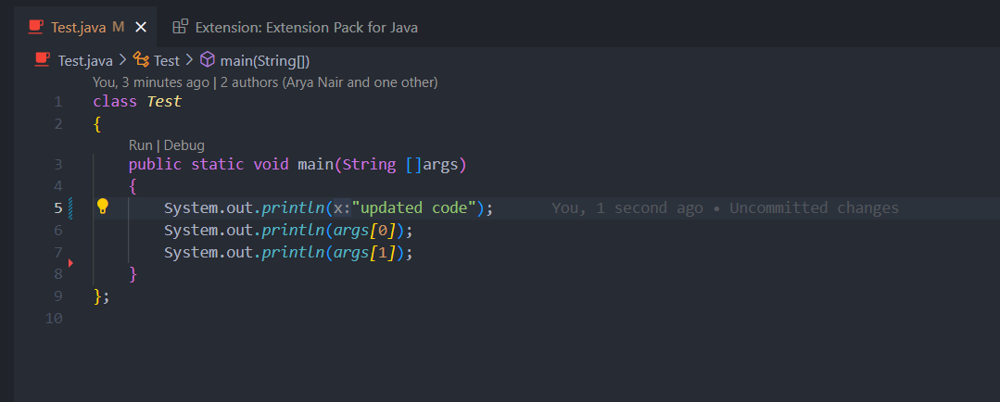 Test.java M × Extension: Extension Pack for Java
Test.java > Test > main(String[])
You, 3 minutes ago | 2 authors (Arya Nair and one other)
1 class Test
2 {
Run | Debug
3 public static void main(String []args)
4 {
5 System.out.println(x:"updated code"); You, 1 second ago • Uncommitted changes
6 System.out.println(args[0]);
7 System.out.println(args[1]);
8 }
9 };
10